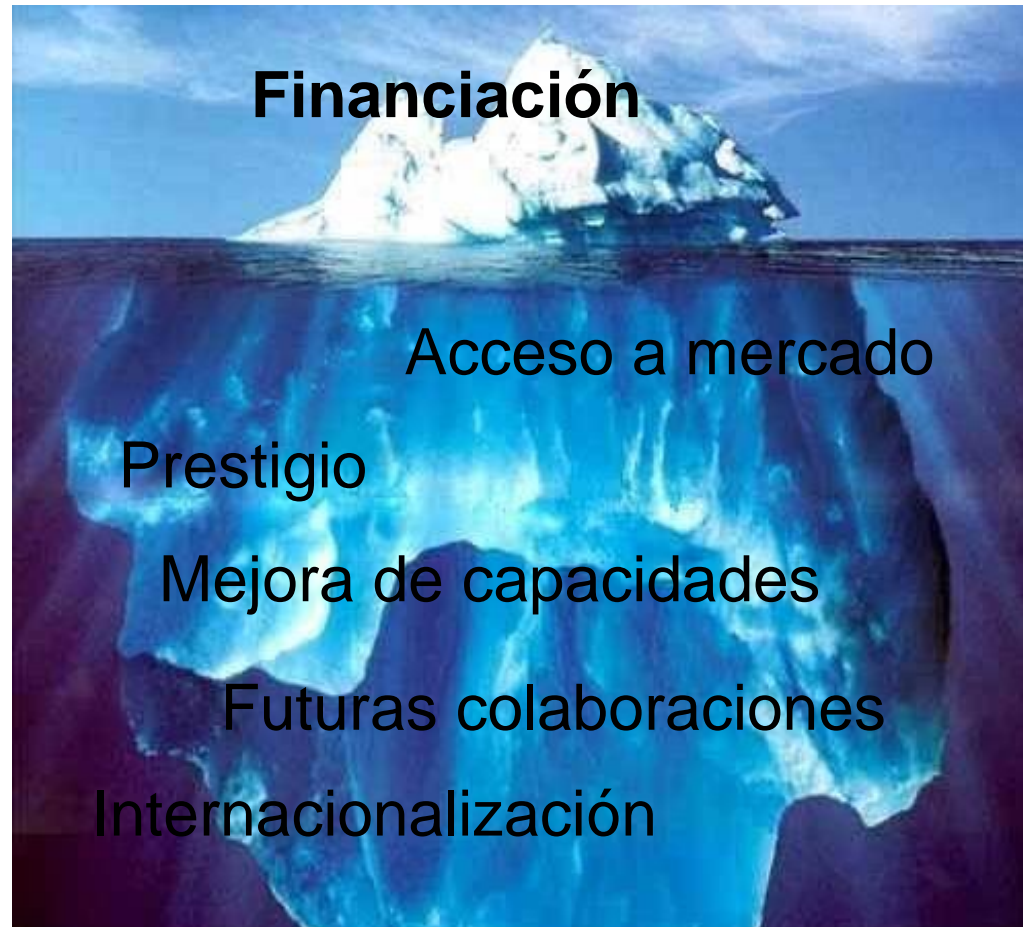 Financiación
Acceso a mercado
Prestigio
Mejora de capacidades
Futuras colaboraciones
Internacionalización